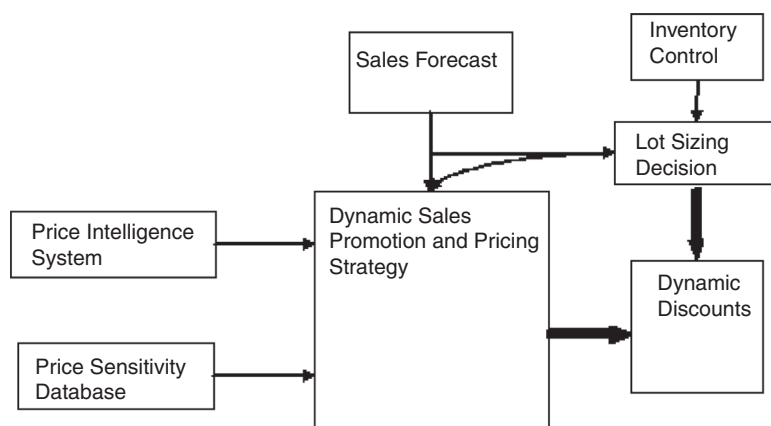 Inventory
Control
Sales Forecast
Lot Sizing
Decision
Dynamic Sales
Promotion and Pricing
Strategy
Price Intelligence
System
Dynamic
Discounts
Price Sensitivity
Database